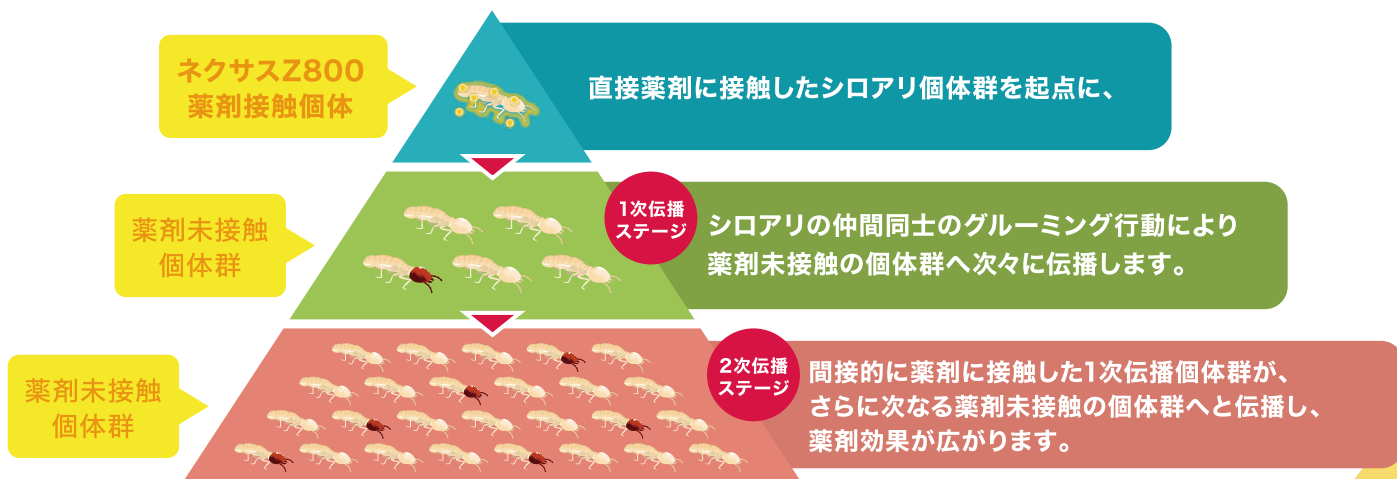 ネクサスZ800
薬剤接触個体
直接薬剤に接触したシロアリ個体群を起点に、
薬剤未接触
個体群
1次伝播
ステージ
シロアリの仲間同士のグルーミング行動により
薬剤未接触の個体群へ次々に伝播します。
薬剤未接触
個体群
2次伝播
ステージ
間接的に薬剤に接触した1次伝播個体群が、
さらに次なる薬剤未接触の個体群へと伝播し、
薬剤効果が広がります。